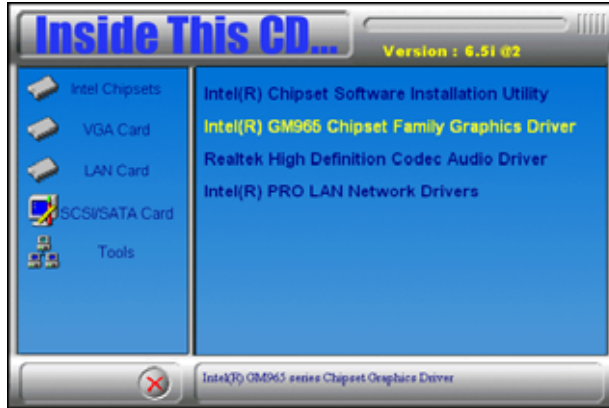 Inside This CD...
Version : 6.5i @2
Intel Chipsets
VGA Card
LAN Card
SCSI/SATA Card
Tools
Intel(R) Chipset Software Installation Utility
Intel(R) GM965 Chipset Family Graphics Driver
Realtek High Definition Codec Audio Driver
Intel(R) PRO LAN Network Drivers
Intel(R) GM965 series Chipset Graphics Driver